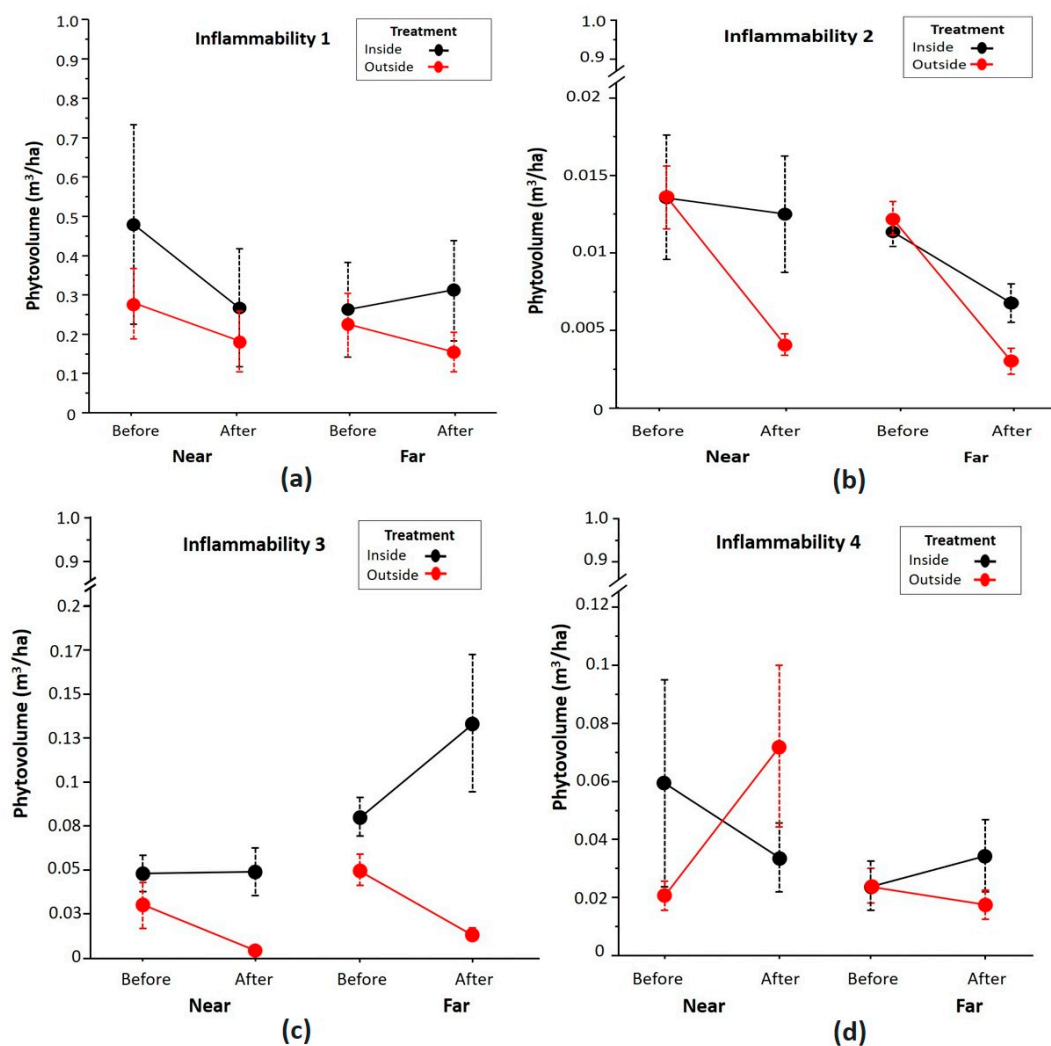 Inflammability 1
Treatment
Inside
Outside
Phytovolume (m³/ha)
1.0
0.9
0.8
0.7
0.6
0.5
0.4
0.3
0.2
0.1
0
Before
After
Before
After
Near
Far
(a)
Inflammability 2
Treatment
Inside
Outside
Phytovolume (m³/ha)
1.0
0.9
0.02
0.015
0.01
0.005
0
Before
After
Before
After
Near
Far
(b)
Inflammability 3
Treatment
Inside
Outside
Phytovolume (m³/ha)
1.0
0.9
0.2
0.17
0.15
0.13
0.1
0.08
0.05
0.03
0
Before
After
Before
After
Near
Far
(c)
Inflammability 4
Treatment
Inside
Outside
Phytovolume (m³/ha)
1.0
0.9
0.12
0.1
0.06
0.04
0.02
0
Before
After
Before
After
Near
Far
(d)